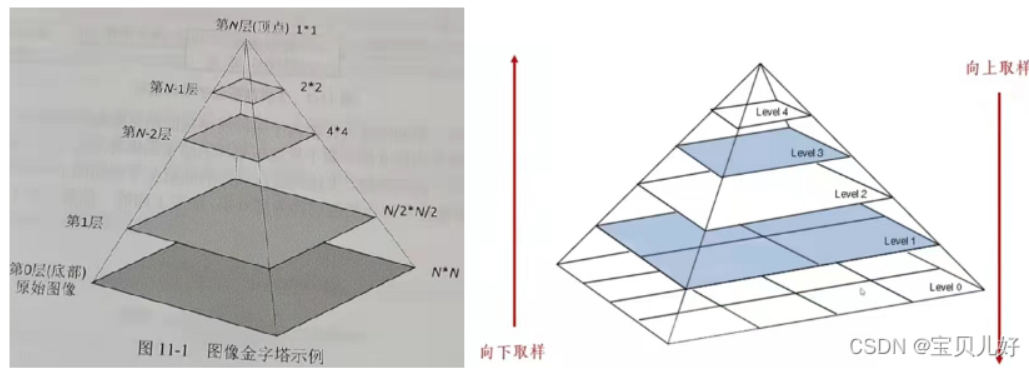 第N层(顶点) 1*1
第N-1层 2*2
第N-2层 4*4
第1层 N/2*N/2
第0层(底部)
原始图像 N*N
图 11-1 图像金字塔示例
向下取样
向上取样
Level 4
Level 3
Level 2
Level 1
Level 0
CSDN @宝贝儿好